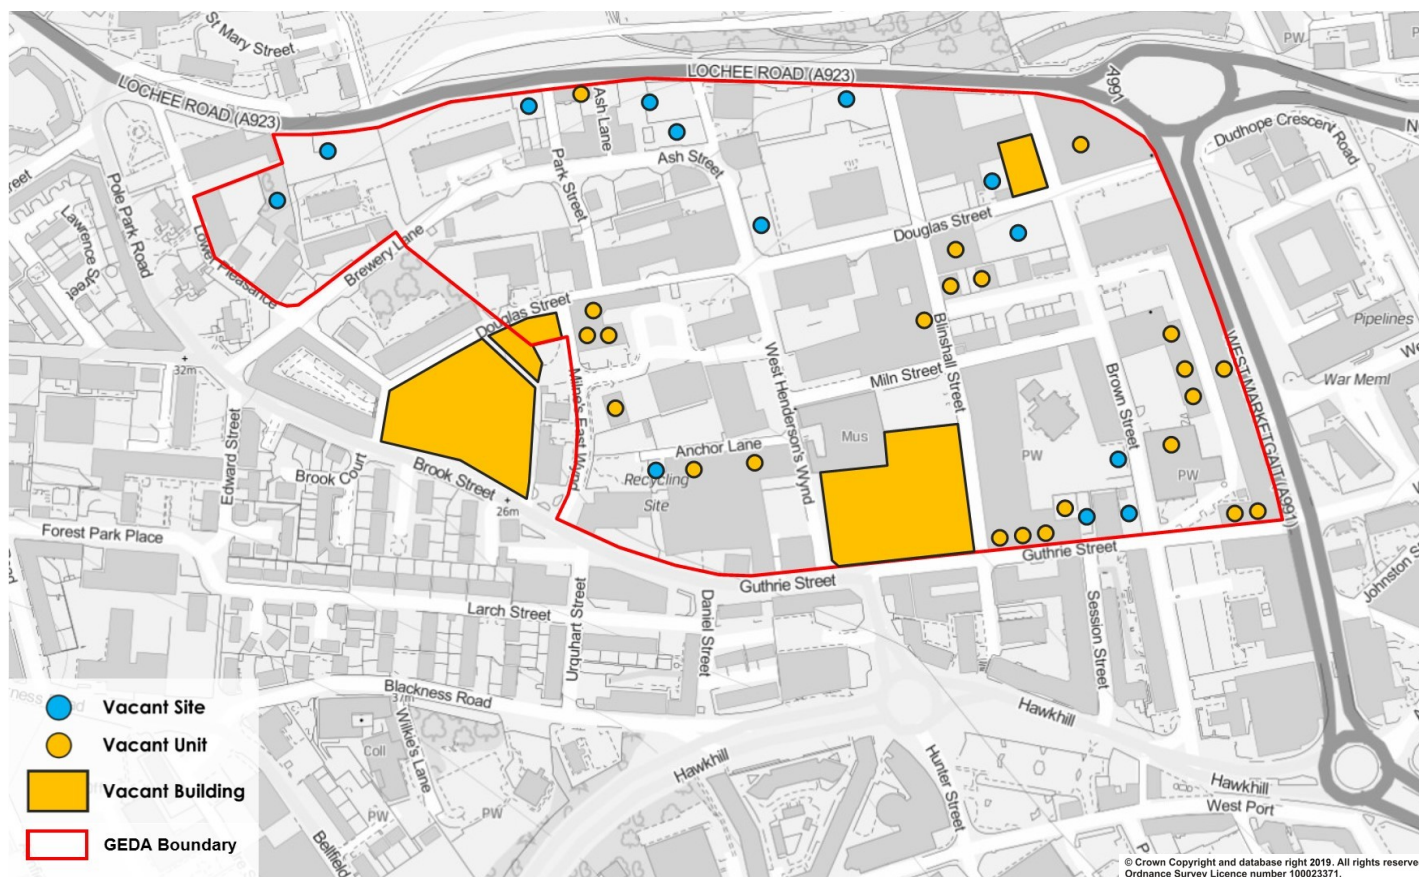 St Mary Street
LOCHEE ROAD (A923)
LOCHEE ROAD (A923)
A991
PW
N
Dudhope Crescent Road
Street
Pole Park Road
Lawrence Street
Lower Pleasance
Brewery Lane
Park Street
Ash Lane
Ash Street
Douglas Street
Douglas Street
Pipelines
We
War Meml
32m
Milne's East Wynd
West Henderson's Wynd
Miln Street
Blinshall Street
Brown Street
WEST MARKETGAIT (A991)
Edward Street
Brook Court
Brook Street
26m
Anchor Lane
Mus
Recycling
Site
PW
PW
Forest Park Place
Guthrie Street
Guthrie Street
Larch Street
Urquhart Street
Daniel Street
Session Street
Johnston St
Blackness Road
37m
Wilkie's Lane
Coll
PW
PW
Bellfield
Hawkhill
Hawkhill
Hawkhill
Hunter Street
West Port
Vacant Site
Vacant Unit
Vacant Building
GEDA Boundary
© Crown Copyright and database right 2019. All rights reserve
Ordnance Survey Licence number 100023371.